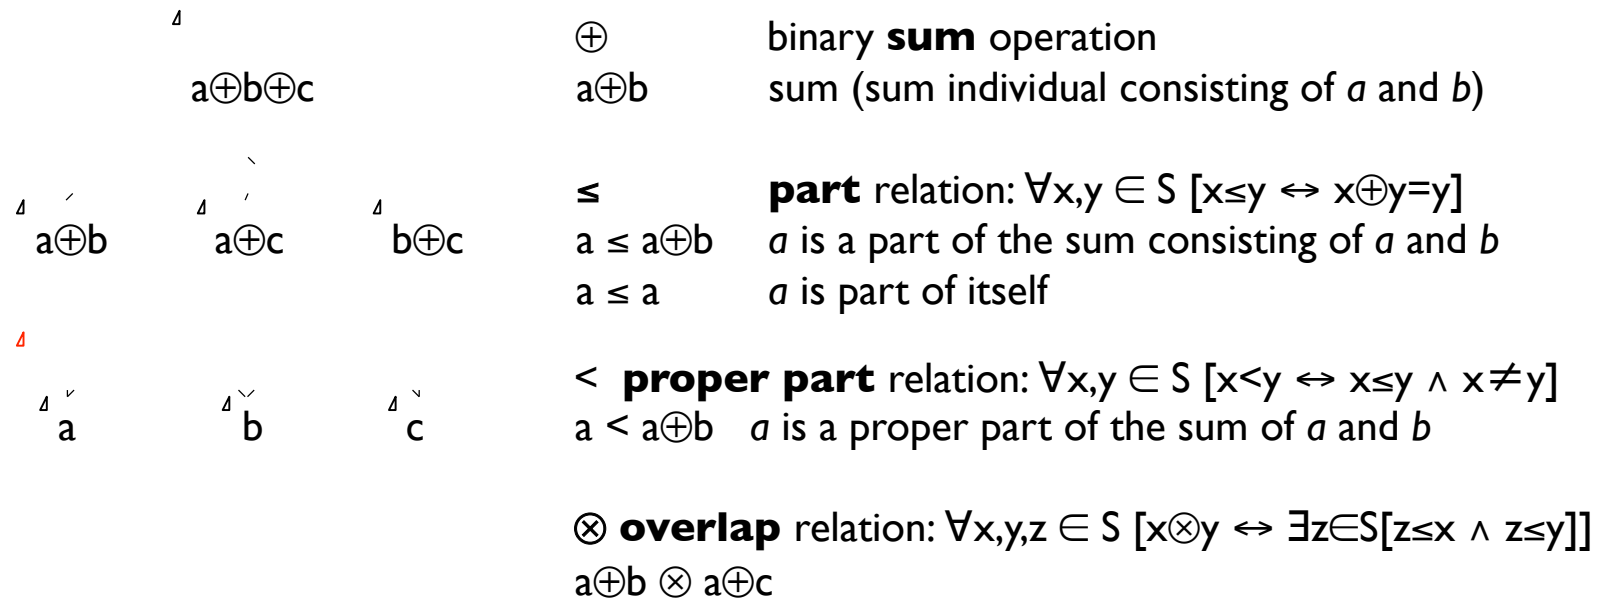 a⊕b⊕c
a⊕b a⊕c b⊕c
a b c
⊕ binary sum operation
a⊕b sum (sum individual consisting of a and b)
≤ part relation: ∀x,y ∈ S [x≤y ↔ x⊕y=y]
a ≤ a⊕b a is a part of the sum consisting of a and b
a ≤ a a is part of itself
< proper part relation: ∀x,y ∈ S [x<y ↔ x≤y ∧ x≠y]
a < a⊕b a is a proper part of the sum of a and b
⊗ overlap relation: ∀x,y,z ∈ S [x⊗y ↔ ∃z∈S[z≤x ∧ z≤y]]
a⊕b ⊗ a⊕c